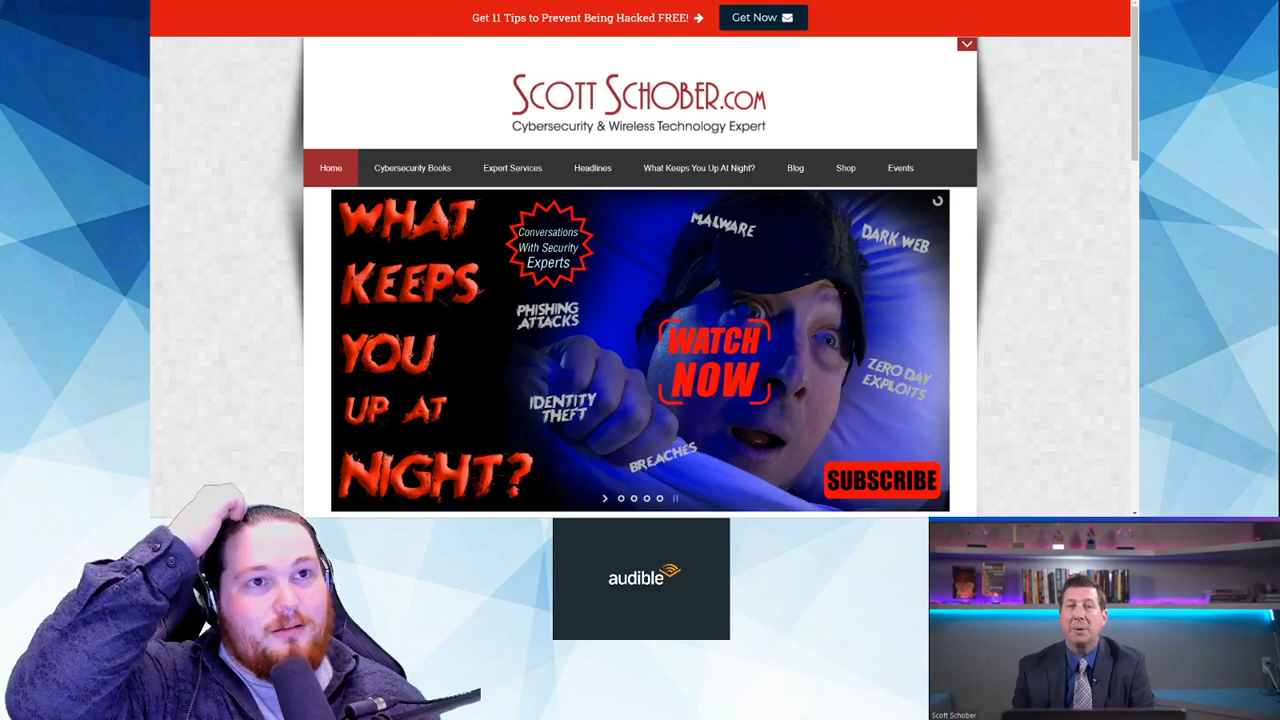 Get 11 Tips to Prevent Being Hacked FREE! Get Now
SCOTT SCHOBER.COM
Cybersecurity & Wireless Technology Expert
Home Cybersecurity Books Expert Services Headlines What Keeps You Up At Night? Blog Shop Events
WHAT
KEEPS
YOU
UP AT
NIGHT?
Conversations
With Security
Experts
MALWARE
DARK WEB
PHISHING
ATTACKS
WATCH
NOW
ZERO DAY
EXPLOITS
IDENTITY
THEFT
BREACHES
SUBSCRIBE
audible
Scott Schober